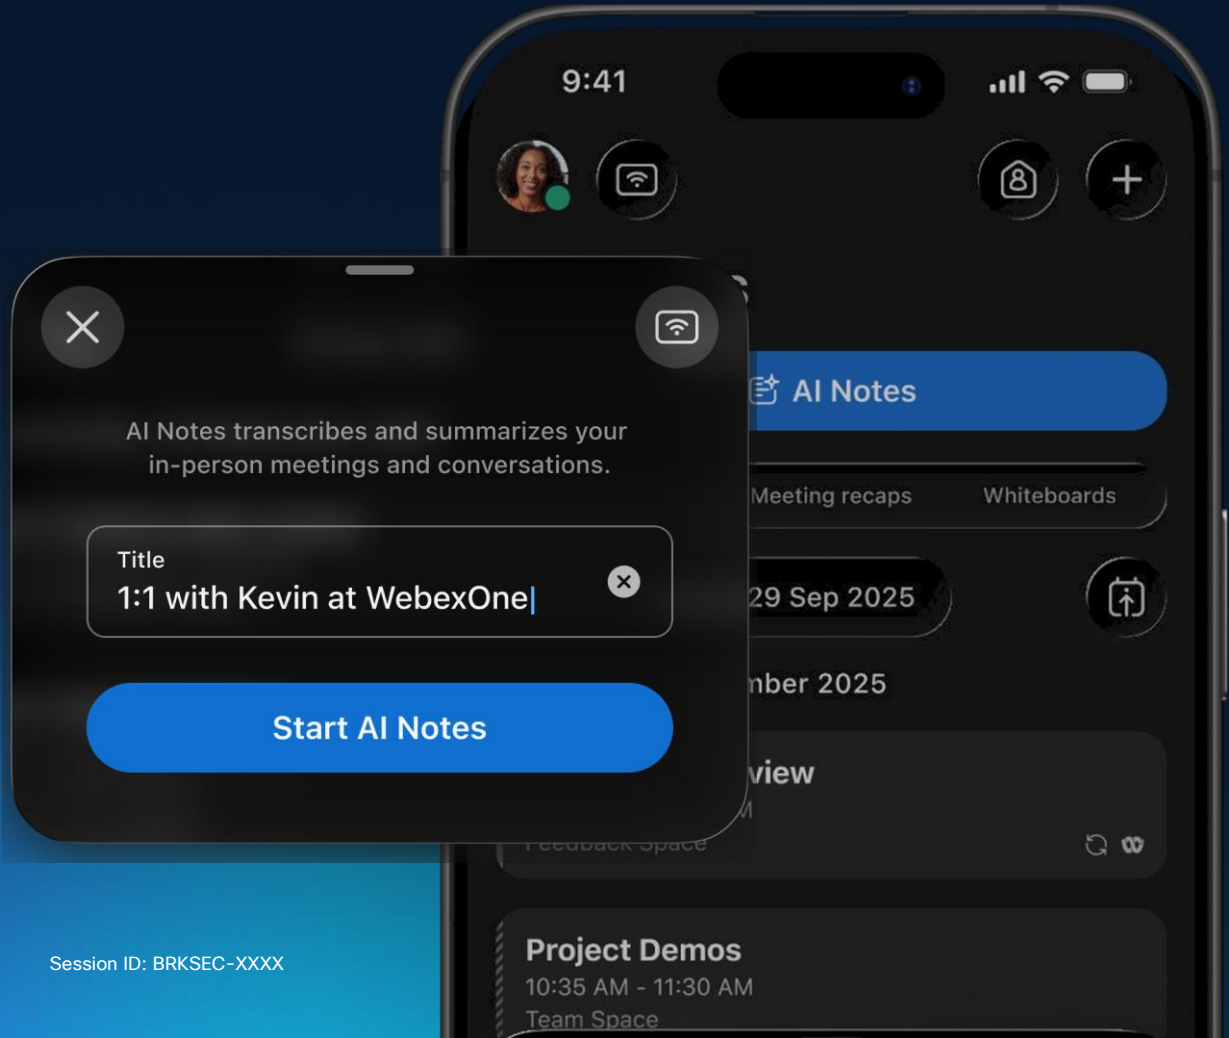 9:41
AI Notes
AI Notes transcribes and summarizes your
in-person meetings and conversations.
Meeting recaps
Whiteboards
Title
1:1 with Kevin at WebexOne
29 Sep 2025
2025
Start AI Notes
Feedback Space
Project Demos
10:35 AM - 11:30 AM
Team Space
Session ID: BRKSEC-XXXX